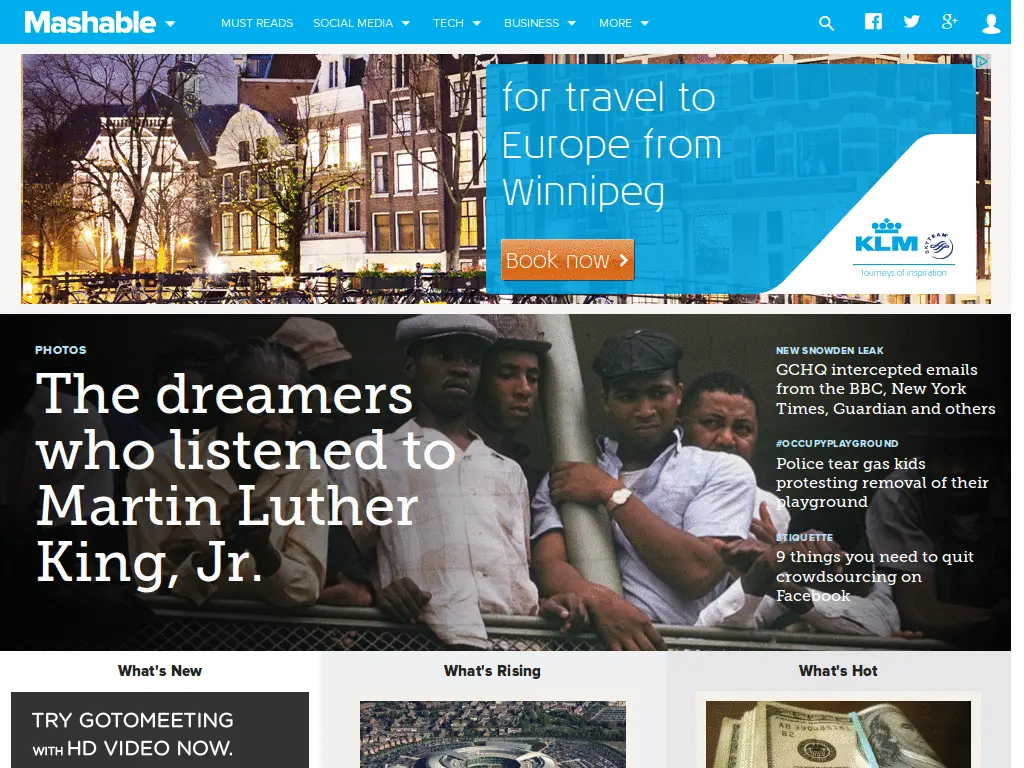 Mashable
MUST READS
SOCIAL MEDIA
TECH
BUSINESS
MORE
for travel to
Europe from
Winnipeg
Book now
KLM
SKYTEAM
Journeys of inspiration
PHOTOS
The dreamers
who listened to
Martin Luther
King, Jr.
NEW SNOWDEN LEAK
GCHQ intercepted emails
from the BBC, New York
Times, Guardian and others
#OCCUPYPLAYGROUND
Police tear gas kids
protesting removal of their
playground
ETIQUETTE
9 things you need to quit
crowdsourcing on
Facebook
What's New
What's Rising
What's Hot
TRY GOTOMEETING
WITH HD VIDEO NOW.